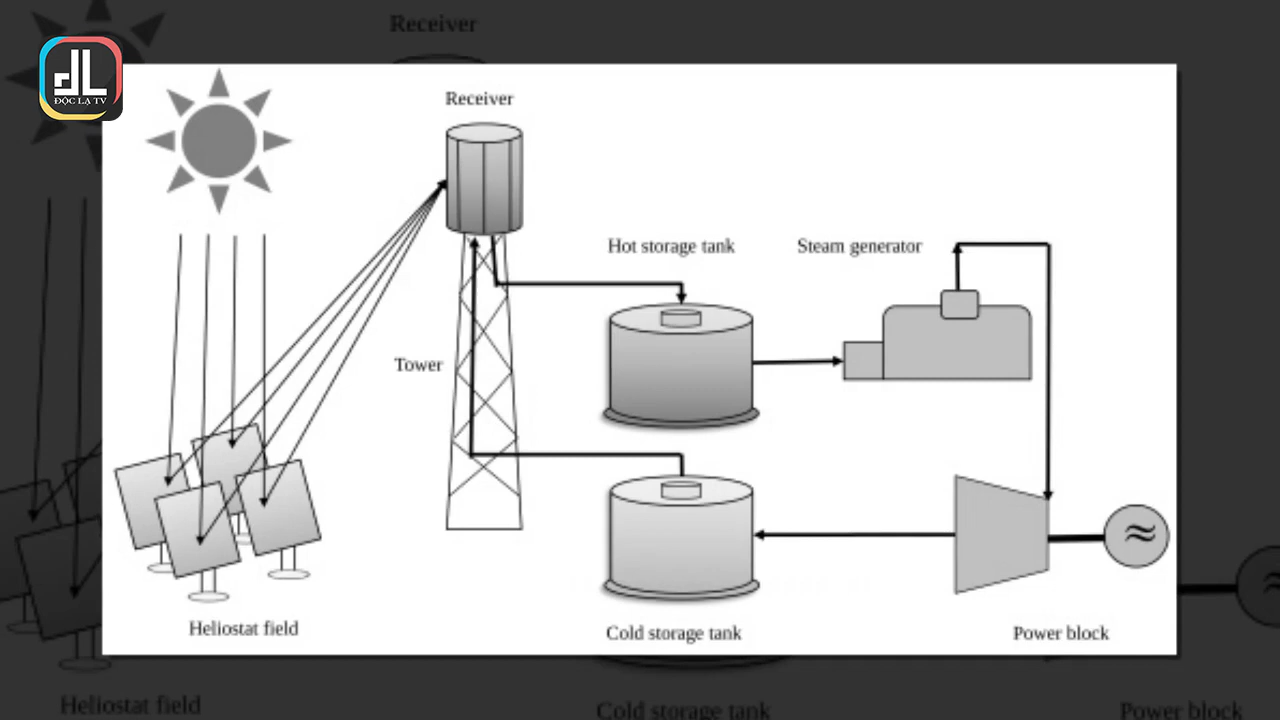 Receiver
ĐỘC LẠ TV
Receiver
Hot storage tank
Steam generator
Tower
Heliostat field
Cold storage tank
Power block
Heliostat field
Cold storage tank
Power block